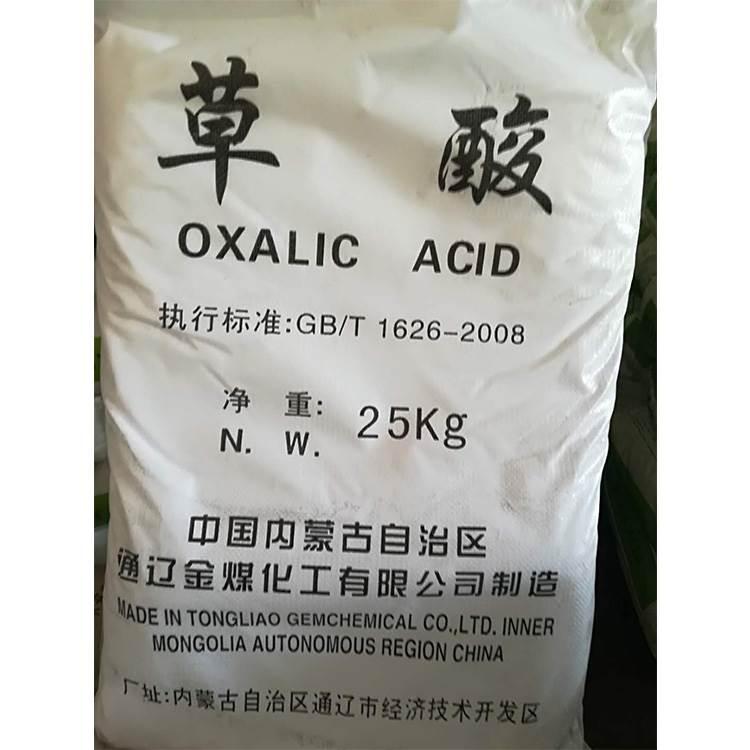 草 酸
OXALIC ACID
执行标准:GB/T 1626-2008
净 重: 25Kg
N. W.
中国内蒙古自治区
通辽金煤化工有限公司制造
MADE IN TONGLIAO GEMCHEMICAL CO.,LTD. INNER
MONGOLIA AUTONOMOUS REGION CHINA
厂址:内蒙古自治区通辽市经济技术开发区